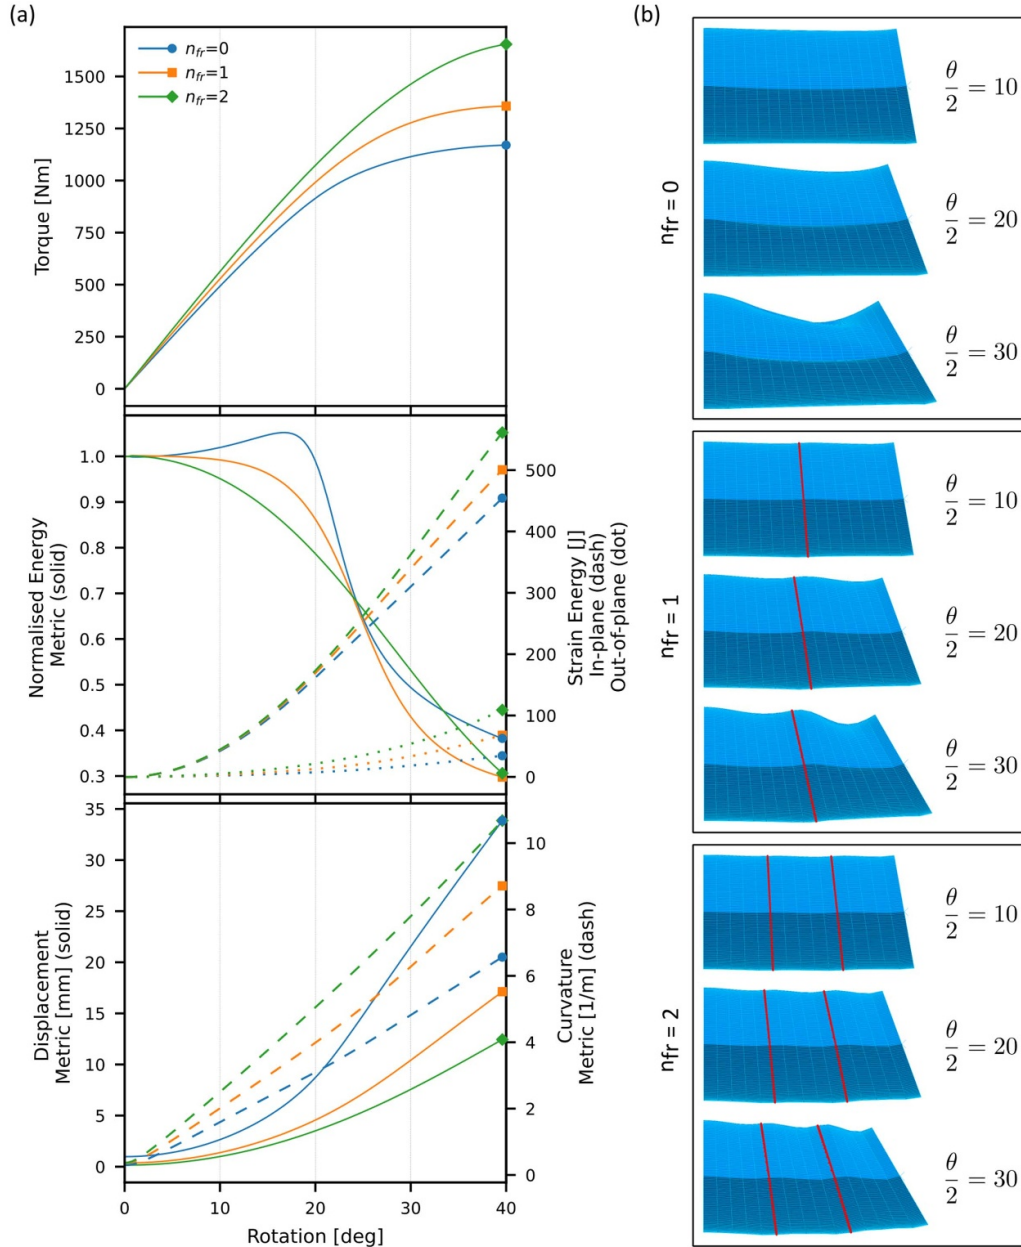 (a)
n_fr=0
n_fr=1
n_fr=2
1500
1250
1000
750
500
250
0
Torque [Nm]
1.0
0.9
0.8
0.7
0.6
0.5
0.4
0.3
Normalised Energy
Metric (solid)
500
400
300
200
100
0
Strain Energy [J]
In-plane (dash)
Out-of-plane (dot)
35
30
25
20
15
10
5
0
Displacement
Metric [mm] (solid)
10
8
6
4
2
0
Curvature
Metric [1/m] (dash)
0
10
20
30
40
Rotation [deg]
(b)
n_fr = 0
θ/2 = 10
θ/2 = 20
θ/2 = 30
n_fr = 1
θ/2 = 10
θ/2 = 20
θ/2 = 30
n_fr = 2
θ/2 = 10
θ/2 = 20
θ/2 = 30